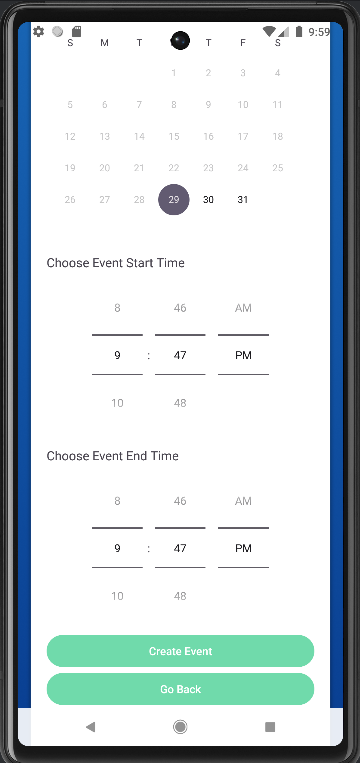 9:59
S M T T F S
1 2 3 4
5 6 7 8 9 10 11
12 13 14 15 16 17 18
19 20 21 22 23 24 25
26 27 28 29 30 31
Choose Event Start Time
8 46 AM
9 : 47 PM
10 48
Choose Event End Time
8 46 AM
9 : 47 PM
10 48
Create Event
Go Back